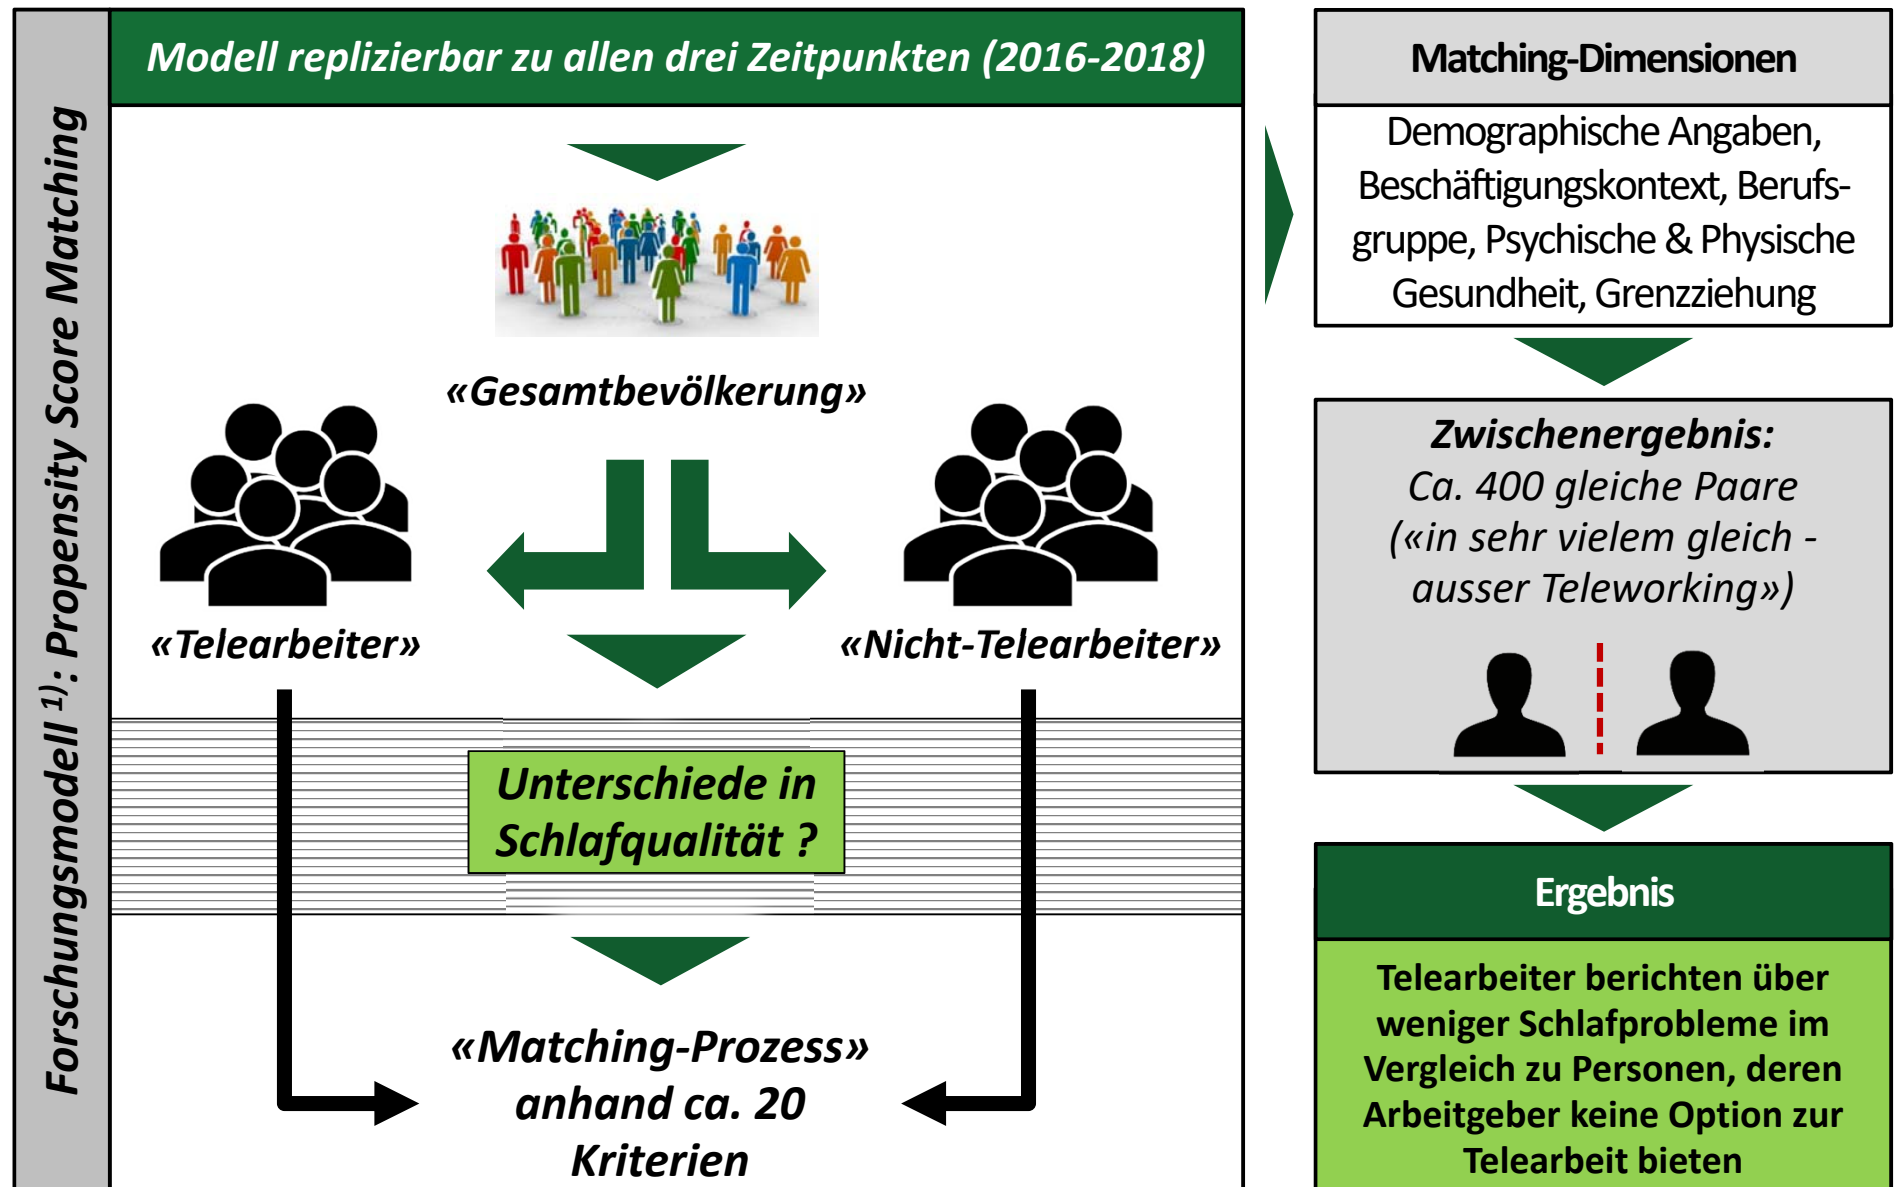 Forschungsmodell 1): Propensity Score Matching
Modell replizierbar zu allen drei Zeitpunkten (2016-2018)
«Gesamtbevölkerung»
«Telearbeiter»
«Nicht-Telearbeiter»
Unterschiede in
Schlafqualität ?
«Matching-Prozess»
anhand ca. 20
Kriterien
Matching-Dimensionen
Demographische Angaben,
Beschäftigungskontext, Berufs-
gruppe, Psychische & Physische
Gesundheit, Grenzziehung
Zwischenergebnis:
Ca. 400 gleiche Paare
(«in sehr vielem gleich -
ausser Teleworking»)
Ergebnis
Telearbeiter berichten über
weniger Schlafprobleme im
Vergleich zu Personen, deren
Arbeitgeber keine Option zur
Telearbeit bieten